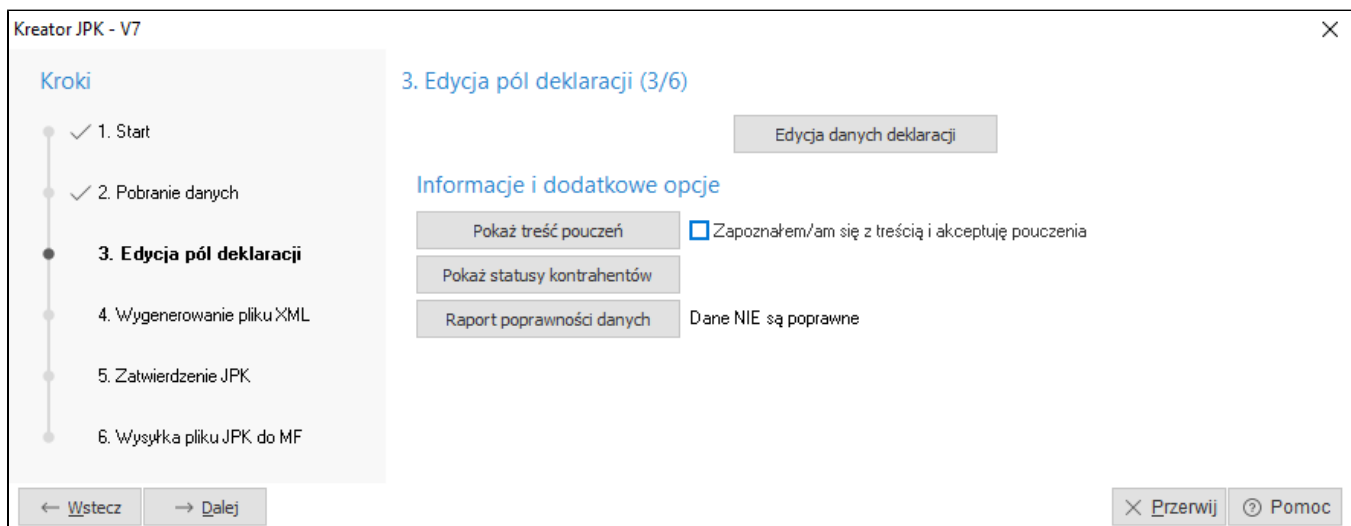 Kreator JPK - V7
Kroki
1. Start
2. Pobranie danych
3. Edycja pól deklaracji
4. Wygenerowanie pliku XML
5. Zatwierdzenie JPK
6. Wysyłka pliku JPK do MF
3. Edycja pól deklaracji (3/6)
Edycja danych deklaracji
Informacje i dodatkowe opcje
Pokaż treść pouczeń
Zapoznałem/am się z treścią i akceptuję pouczenia
Pokaż statusy kontrahentów
Raport poprawności danych
Dane NIE są poprawne
Wstecz
Dalej
Przerwij
Pomoc